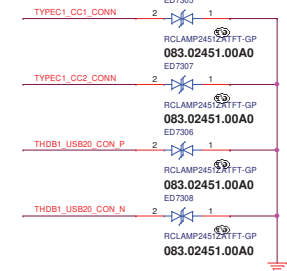 ED7305
TYPEC1_CC1_CONN 2 1
RCLAMP2451ZATFT-GP
083.02451.00A0
ED7307
TYPEC1_CC2_CONN 2 1
RCLAMP2451ZATFT-GP
083.02451.00A0
ED7306
THDB1_USB20_CON_P 2 1
RCLAMP2451ZATFT-GP
083.02451.00A0
ED7308
THDB1_USB20_CON_N 2 1
RCLAMP2451ZATFT-GP
083.02451.00A0